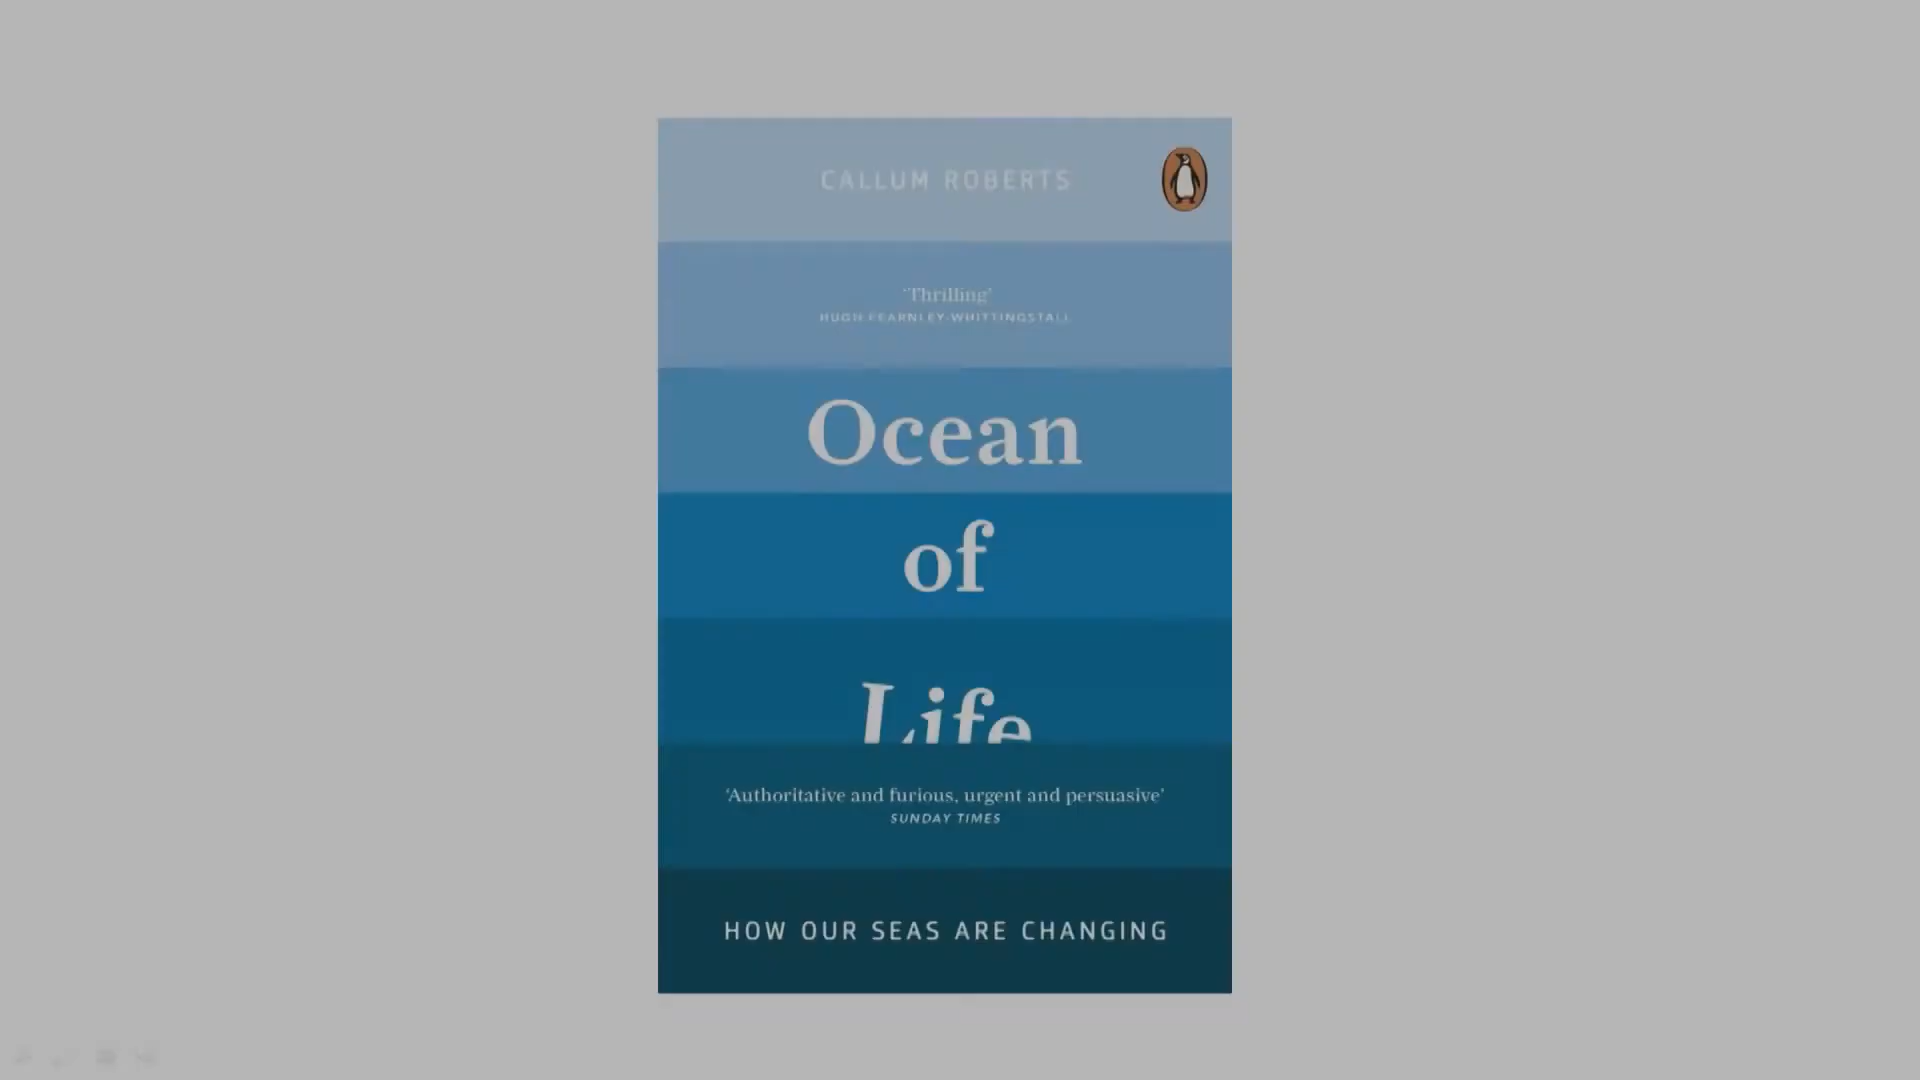 CALLUM ROBERTS
‘Thrilling’
HUGH FEARNLEY-WHITTINGSTALL
Ocean
of
Life
‘Authoritative and furious, urgent and persuasive’
SUNDAY TIMES
HOW OUR SEAS ARE CHANGING